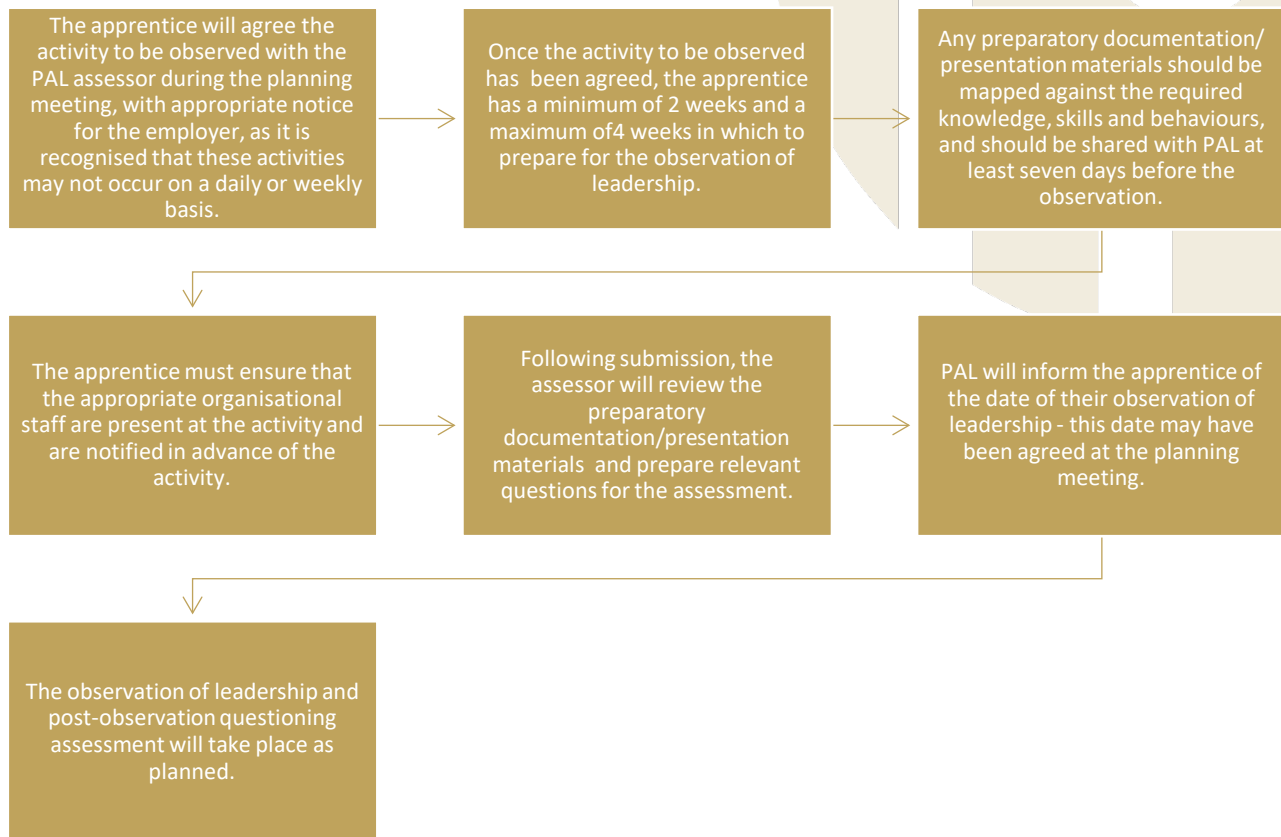 The apprentice will agree the
activity to be observed with the
PAL assessor during the planning
meeting, with appropriate notice
for the employer, as it is
recognised that these activities
may not occur on a daily or weekly
basis.
Once the activity to be observed
has been agreed, the apprentice
has a minimum of 2 weeks and a
maximum of4 weeks in which to
prepare for the observation of
leadership.
Any preparatory documentation/
presentation materials should be
mapped against the required
knowledge, skills and behaviours,
and should be shared with PAL at
least seven days before the
observation.
The apprentice must ensure that
the appropriate organisational
staff are present at the activity and
are notified in advance of the
activity.
Following submission, the
assessor will review the
preparatory
documentation/presentation
materials and prepare relevant
questions for the assessment.
PAL will inform the apprentice of
the date of their observation of
leadership - this date may have
been agreed at the planning
meeting.
The observation of leadership and
post-observation questioning
assessment will take place as
planned.